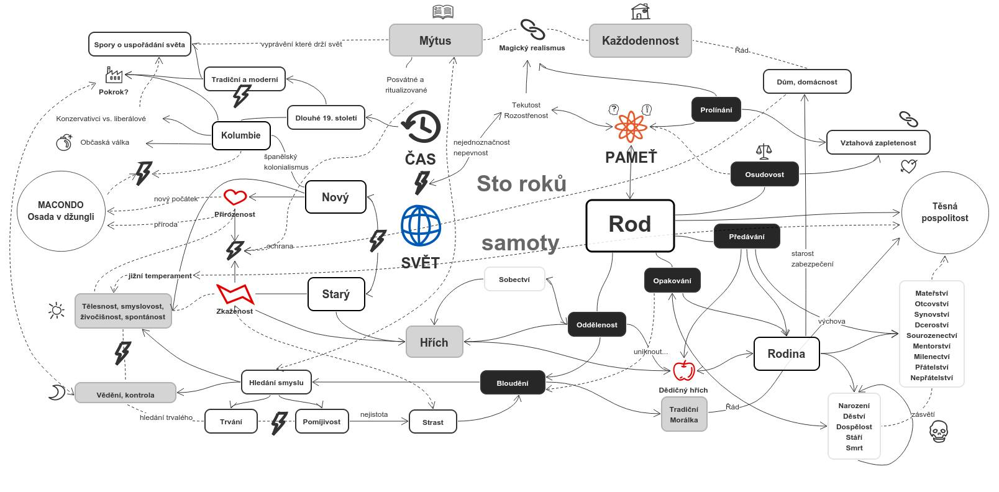 Mýtus
Každodennost
Magický realismus
Spory o uspořádání světa
vyprávění které drží svět
Řád
Tradiční a moderní
Pokrok?
Posvátné a
ritualizované
Dům, domácnost
Tekutost
Rozostřenost
?
!
Prolínání
Konzervativci vs. liberálové
Dlouhé 19. století
Kolumbie
Občaská válka
nejednoznačnost
nepevnost
Vztahová zapletenost
španělský
kolonialismus
ČAS
PAMEŤ
Osudovost
MACONDO
Osada v džungli
nový počátek
Přirozenost
příroda
Nový
Sto roků
samoty
Rod
Těsná
pospolitost
Předávání
ochrana
SVĚT
starost
zabezpečení
jižní temperament
Sobectví
Opakování
Tělesnost, smyslovost,
živočišnost, spontánost
Zkaženost
Starý
Mateřství
Otcovství
Synovství
Dceroství
Sourozenectví
Mentorství
Milenectví
Přátelství
Nepřátelství
výchova
Oddělenost
Hřích
uniknout...
Rodina
Hledání smyslu
Bloudění
Dědičný hřích
Vědění, kontrola
Tradiční
Morálka
Řád
Narození
Děství
Dospělost
Stáří
Smrt
zásvětí
hledání trvalého
Trvání
Pomíjivost
nejistota
Strast